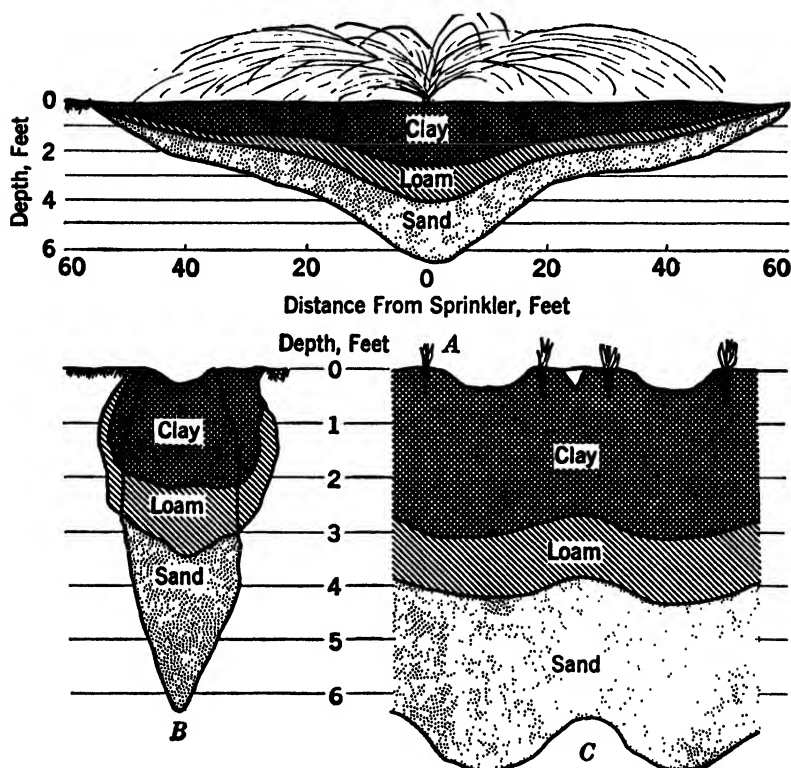 Depth, Feet
0
2
4
6
Clay
Loam
Sand
60 40 20 0 20 40 60
Distance From Sprinkler, Feet
A
Depth, Feet
0
1
2
3
4
5
6
Clay
Loam
Sand
B
Clay
Loam
Sand
C